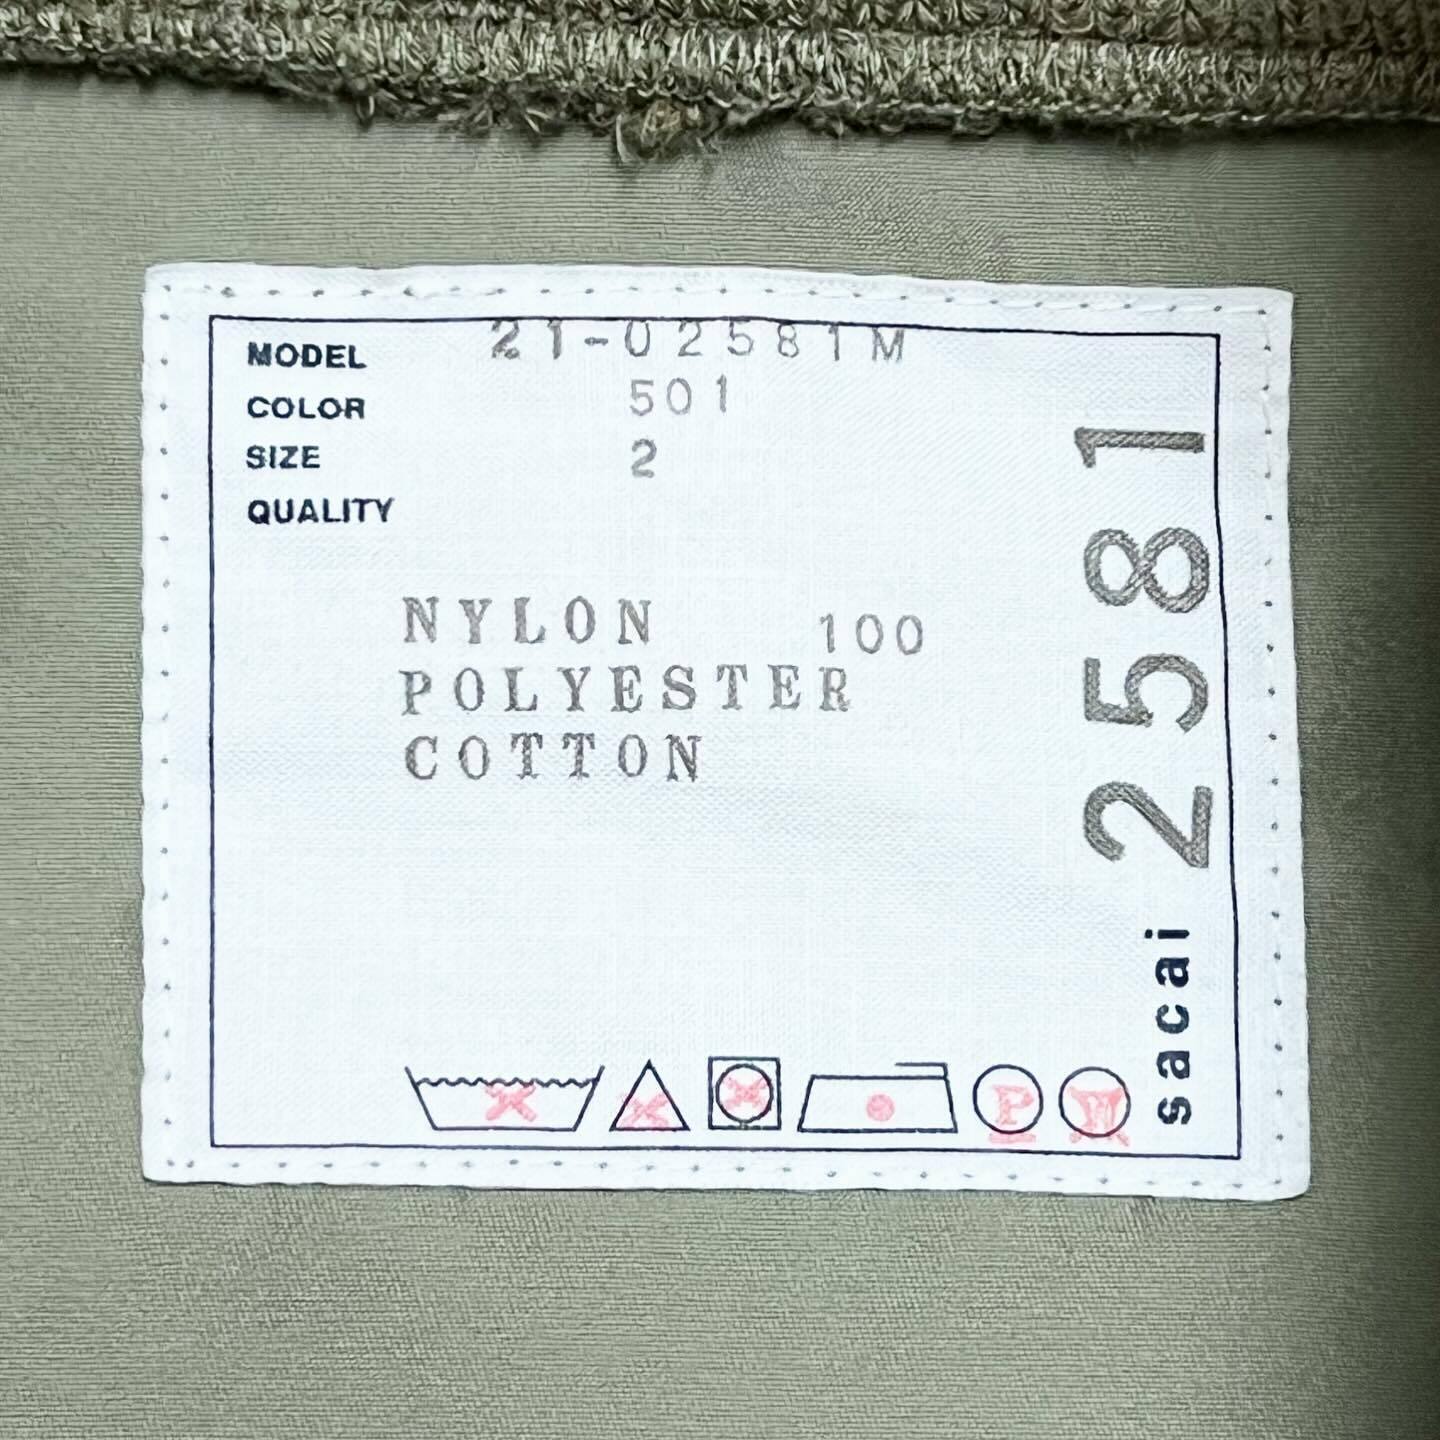 MODEL 21-02581M
COLOR 501
SIZE 2
QUALITY
NYLON 100
POLYESTER
COTTON
sacai 2581
P
W